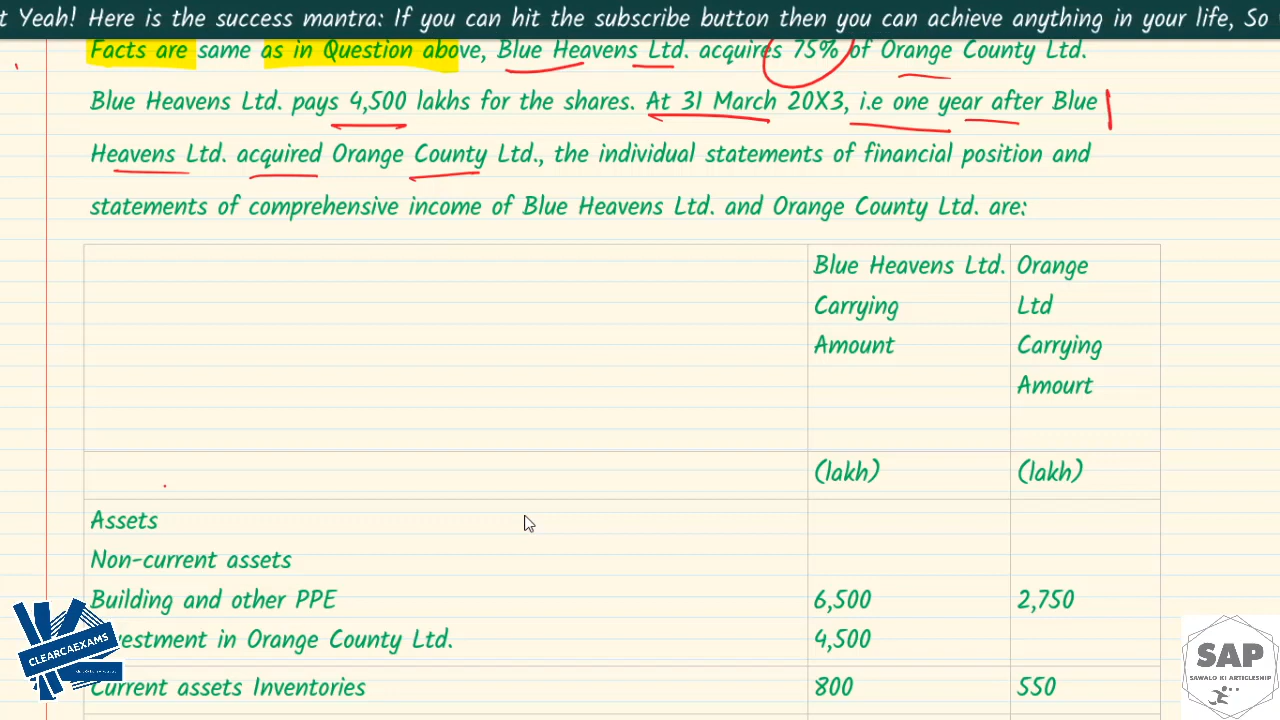 t Yeah! Here is the success mantra: If you can hit the subscribe button then you can achieve anything in your life, So
Facts are same as in Question above, Blue Heavens Ltd. acquires 75% of Orange County Ltd.
Blue Heavens Ltd. pays 4,500 lakhs for the shares. At 31 March 20X3, i.e one year after Blue
Heavens Ltd. acquired Orange County Ltd., the individual statements of financial position and
statements of comprehensive income of Blue Heavens Ltd. and Orange County Ltd. are:
Blue Heavens Ltd. Orange
Carrying Ltd
Amount Carrying
Amourt
(lakh) (lakh)
Assets
Non-current assets
Building and other PPE 6,500 2,750
vestment in Orange County Ltd. 4,500
Current assets Inventories 800 550
CLEARCAEXAMS
SAP
SAWALO KI ARTICLESHIP